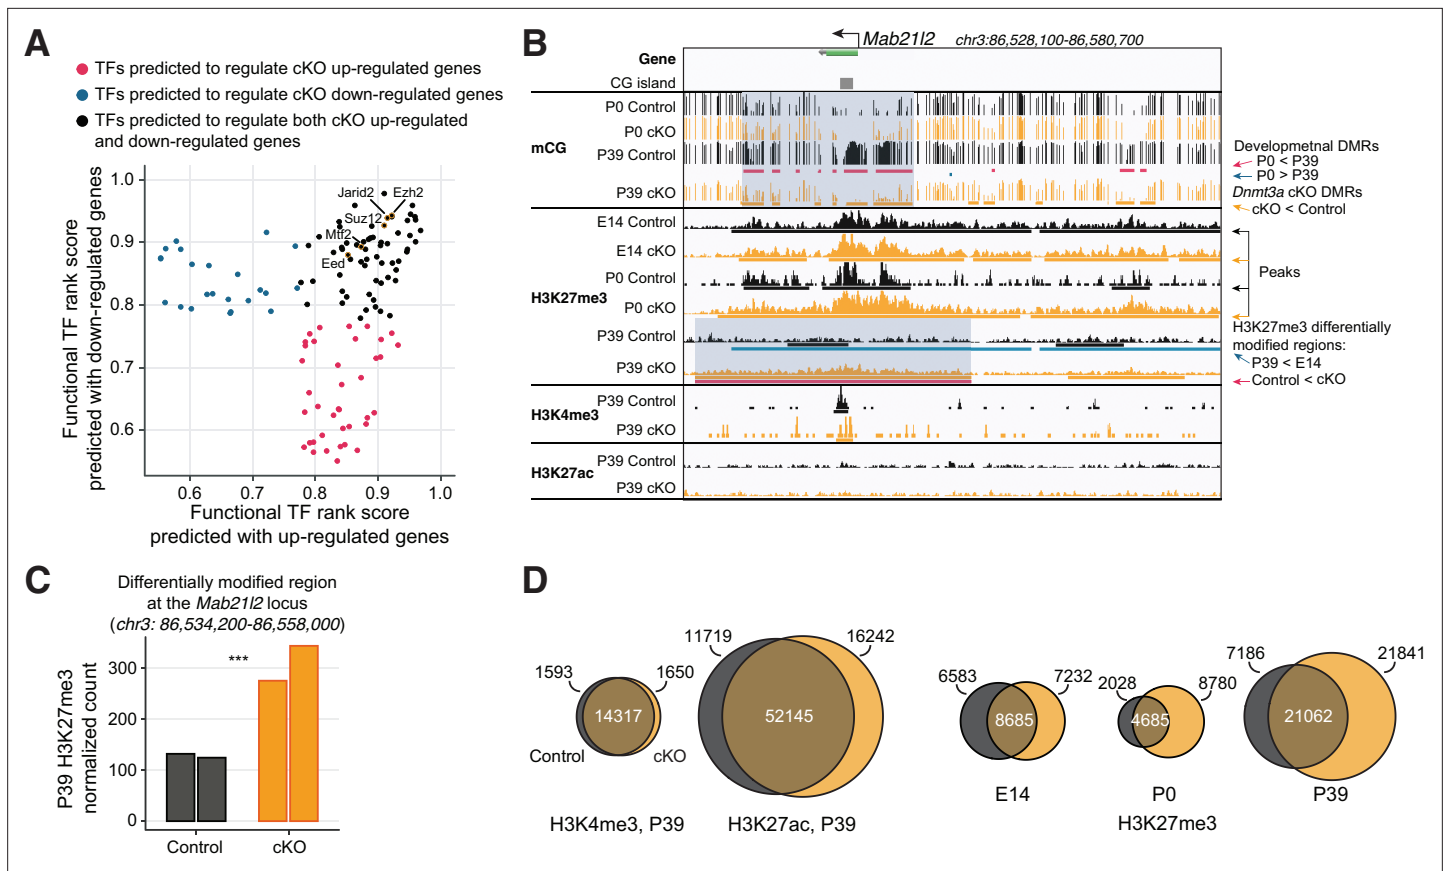 A
TFs predicted to regulate cKO up-regulated genes
TFs predicted to regulate cKO down-regulated genes
TFs predicted to regulate both cKO up-regulated
and down-regulated genes
Functional TF rank score
predicted with down-regulated genes
1.0
0.9
0.8
0.7
0.6
Jarid2
Ezh2
Suz12
Mtf2
Eed
0.6
0.7
0.8
0.9
1.0
Functional TF rank score
predicted with up-regulated genes
B
Mab21l2 chr3:86,528,100-86,580,700
Gene
CG island
mCG
P0 Control
P0 cKO
P39 Control
P39 cKO
H3K27me3
E14 Control
E14 cKO
P0 Control
P0 cKO
P39 Control
P39 cKO
H3K4me3
P39 Control
P39 cKO
H3K27ac
P39 Control
P39 cKO
Developmetnal DMRs
P0 < P39
P0 > P39
Dnmt3a cKO DMRs
cKO < Control
Peaks
H3K27me3 differentially
modified regions:
P39 < E14
Control < cKO
C
Differentially modified region
at the Mab21l2 locus
(chr3: 86,534,200-86,558,000)
P39 H3K27me3
normalized count
300
200
100
0
***
Control
cKO
D
1593
1650
14317
Control
cKO
H3K4me3, P39
11719
16242
52145
H3K27ac, P39
6583
7232
8685
E14
2028
8780
4685
P0
7186
21841
21062
P39
H3K27me3